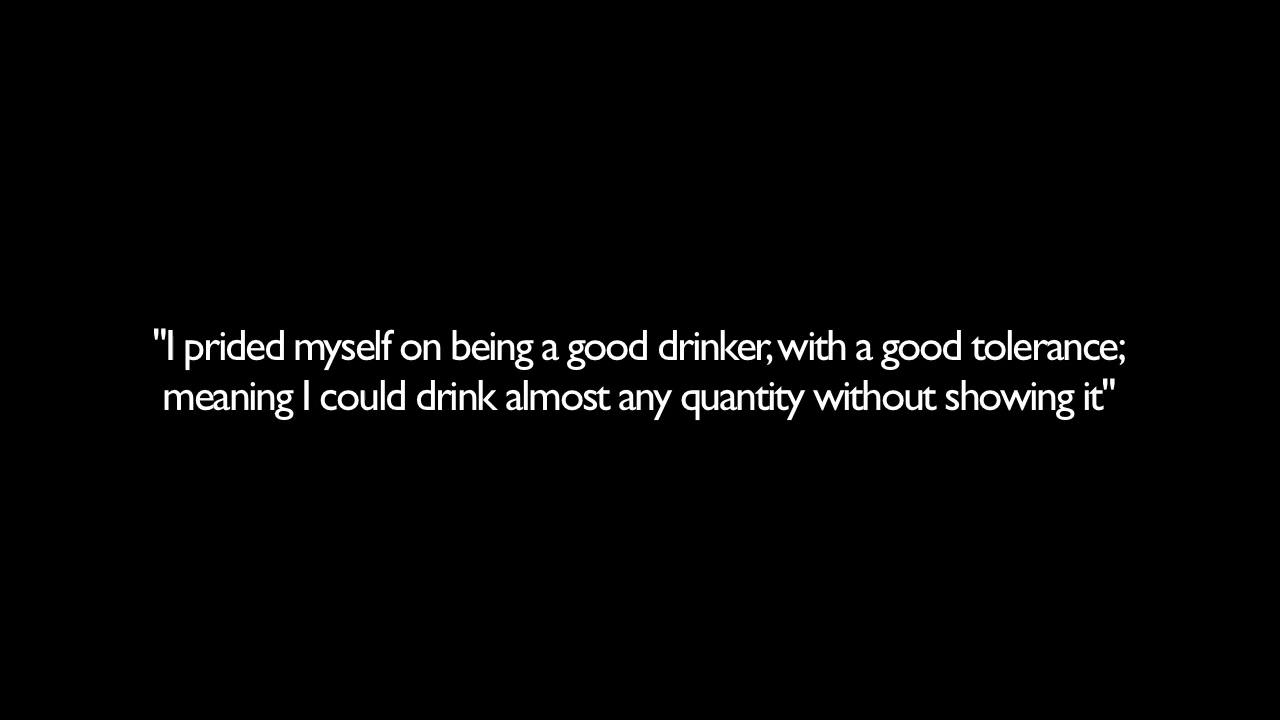 "I prided myself on being a good drinker, with a good tolerance;
meaning I could drink almost any quantity without showing it"